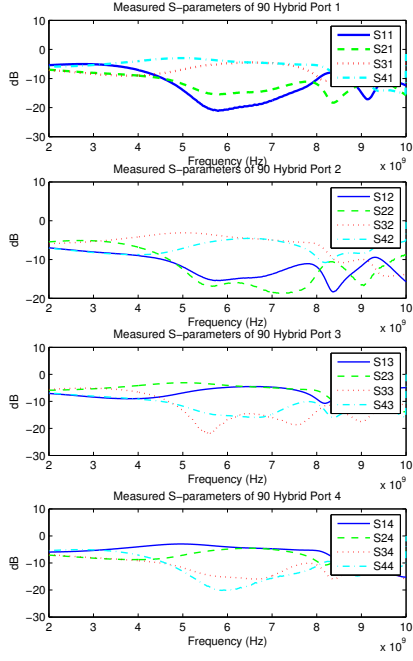 Measured S−parameters of 90 Hybrid Port 1
10
0
−10
−20
−30
dB
2 3 4 5 6 7 8 9 10
Frequency (Hz)
x 10^9
S11
S21
S31
S41
Measured S−parameters of 90 Hybrid Port 2
10
0
−10
−20
dB
2 3 4 5 6 7 8 9 10
Frequency (Hz)
x 10^9
S12
S22
S32
S42
Measured S−parameters of 90 Hybrid Port 3
10
0
−10
−20
−30
dB
2 3 4 5 6 7 8 9 10
Frequency (Hz)
x 10^9
S13
S23
S33
S43
Measured S−parameters of 90 Hybrid Port 4
10
0
−10
−20
−30
dB
2 3 4 5 6 7 8 9 10
Frequency (Hz)
x 10^9
S14
S24
S34
S44